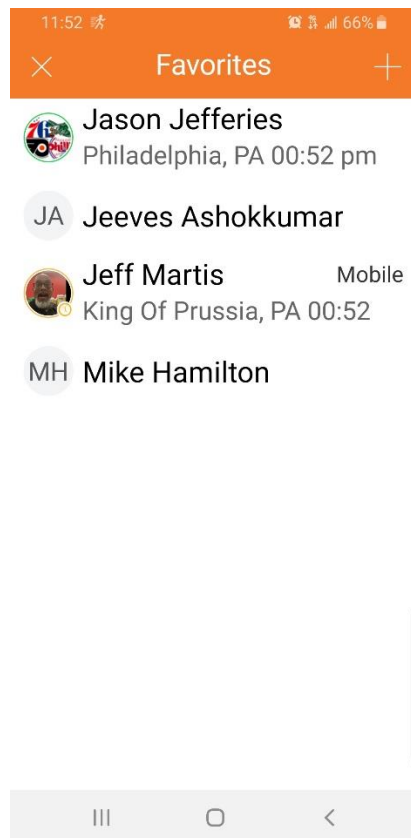 11:52 66%
Favorites
Jason Jefferies
Philadelphia, PA 00:52 pm
JA Jeeves Ashokkumar
Jeff Martis Mobile
King Of Prussia, PA 00:52
MH Mike Hamilton